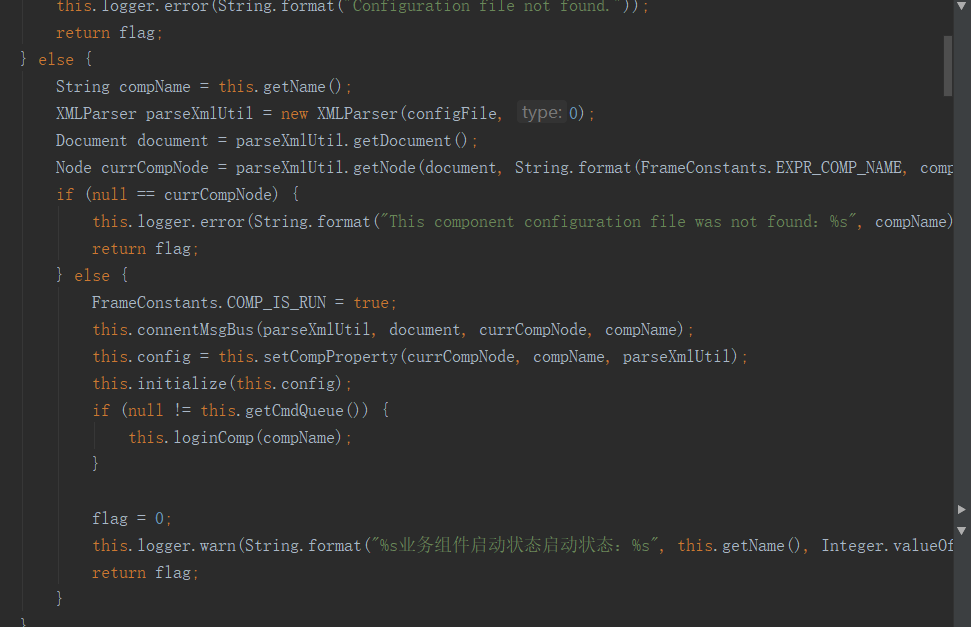 this.logger.error(String.format("Configuration file not found."));
return flag;
} else {
String compName = this.getName();
XMLParser parseXmlUtil = new XMLParser(configFile, type: 0);
Document document = parseXmlUtil.getDocument();
Node currCompNode = parseXmlUtil.getNode(document, String.format(FrameConstants.EXPR_COMP_NAME, comp
if (null == currCompNode) {
this.logger.error(String.format("This component configuration file was not found：%s", compName)
return flag;
} else {
FrameConstants.COMP_IS_RUN = true;
this.connentMsgBus(parseXmlUtil, document, currCompNode, compName);
this.config = this.setCompProperty(currCompNode, compName, parseXmlUtil);
this.initialize(this.config);
if (null != this.getCmdQueue()) {
this.loginComp(compName);
}
flag = 0;
this.logger.warn(String.format("%s业务组件启动状态启动状态：%s", this.getName(), Integer.valueOf
return flag;
}
}